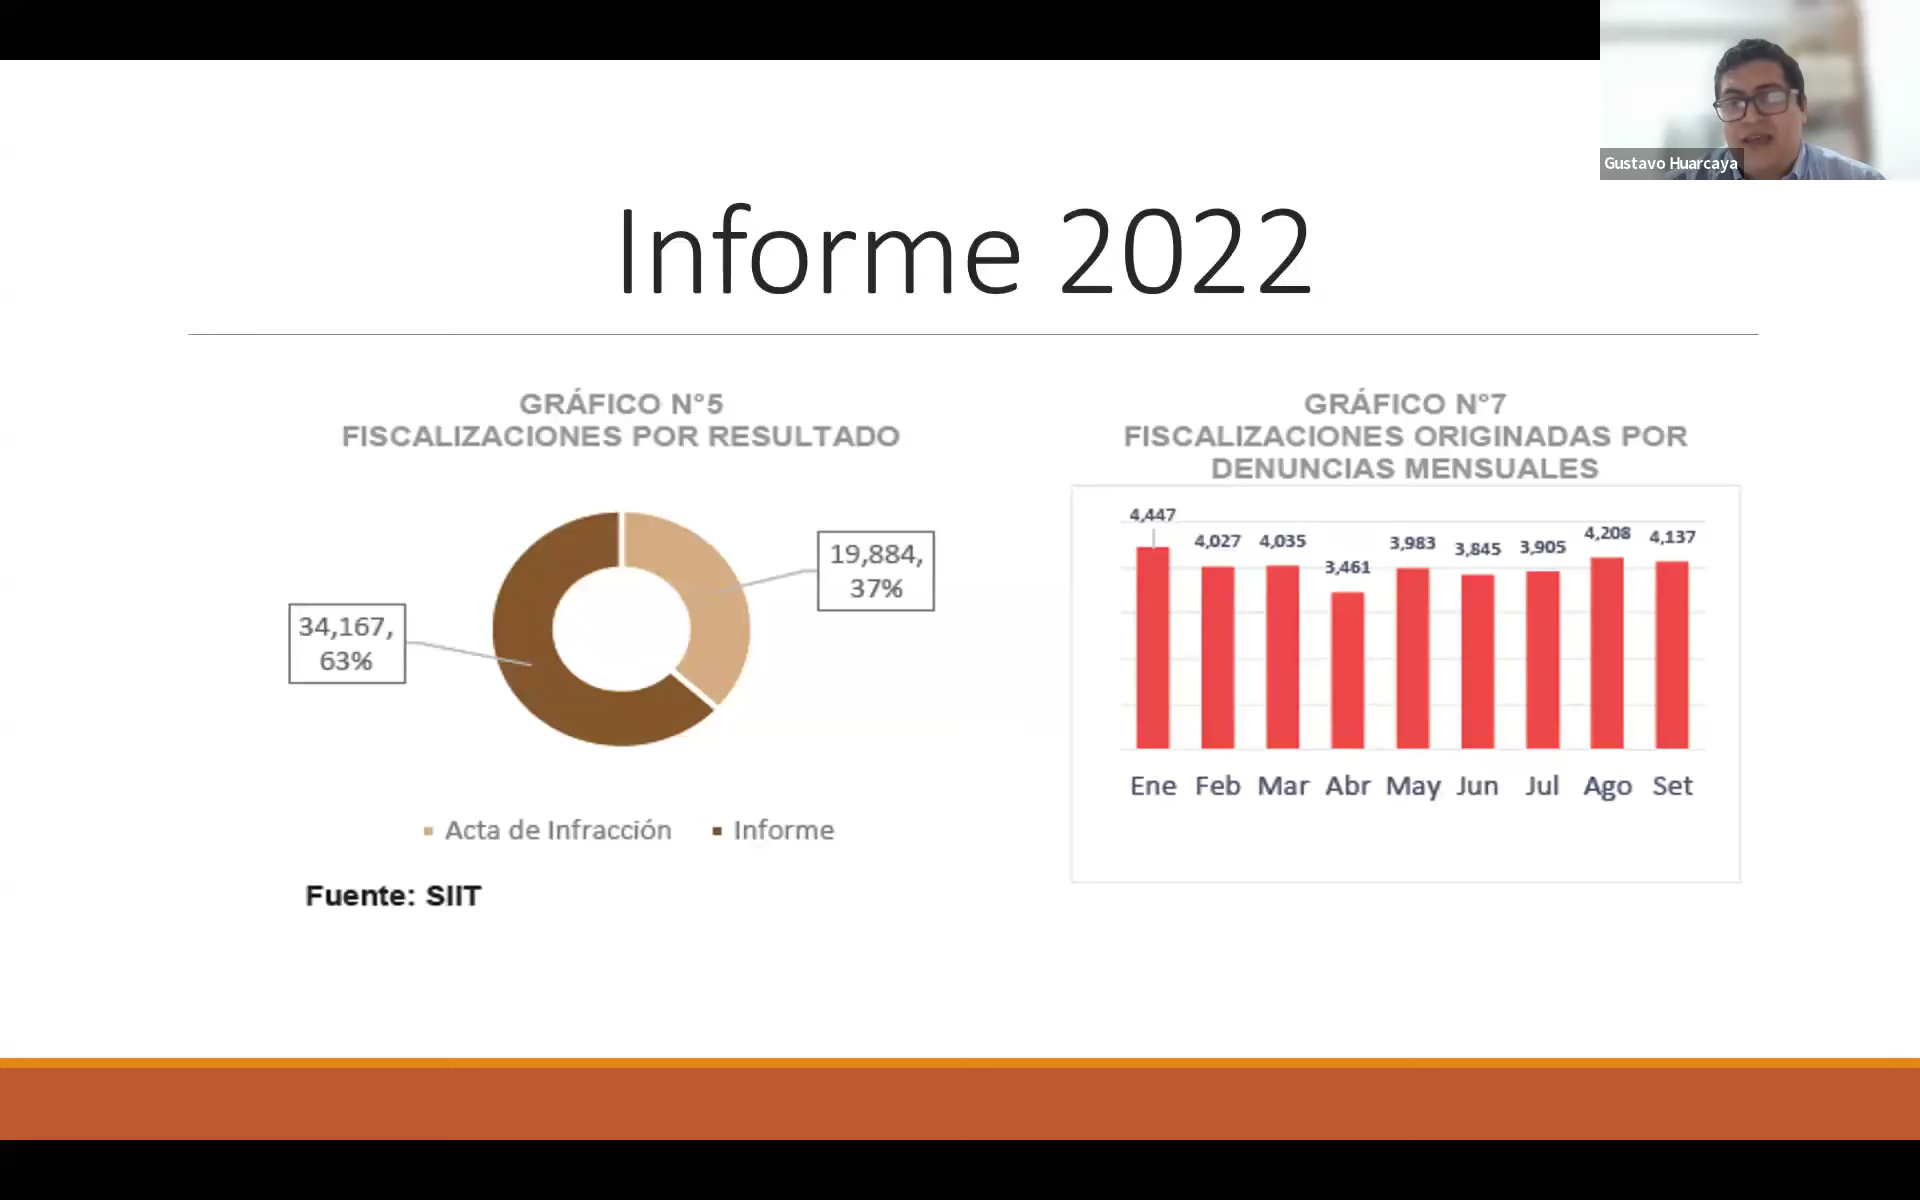 Gustavo Huarcaya
Informe 2022
GRÁFICO N°5
FISCALIZACIONES POR RESULTADO
19,884,
37%
34,167,
63%
Acta de Infracción
Informe
Fuente: SIIT
GRÁFICO N°7
FISCALIZACIONES ORIGINADAS POR
DENUNCIAS MENSUALES
4,447
4,027
4,035
3,461
3,983
3,845
3,905
4,208
4,137
Ene Feb Mar Abr May Jun Jul Ago Set